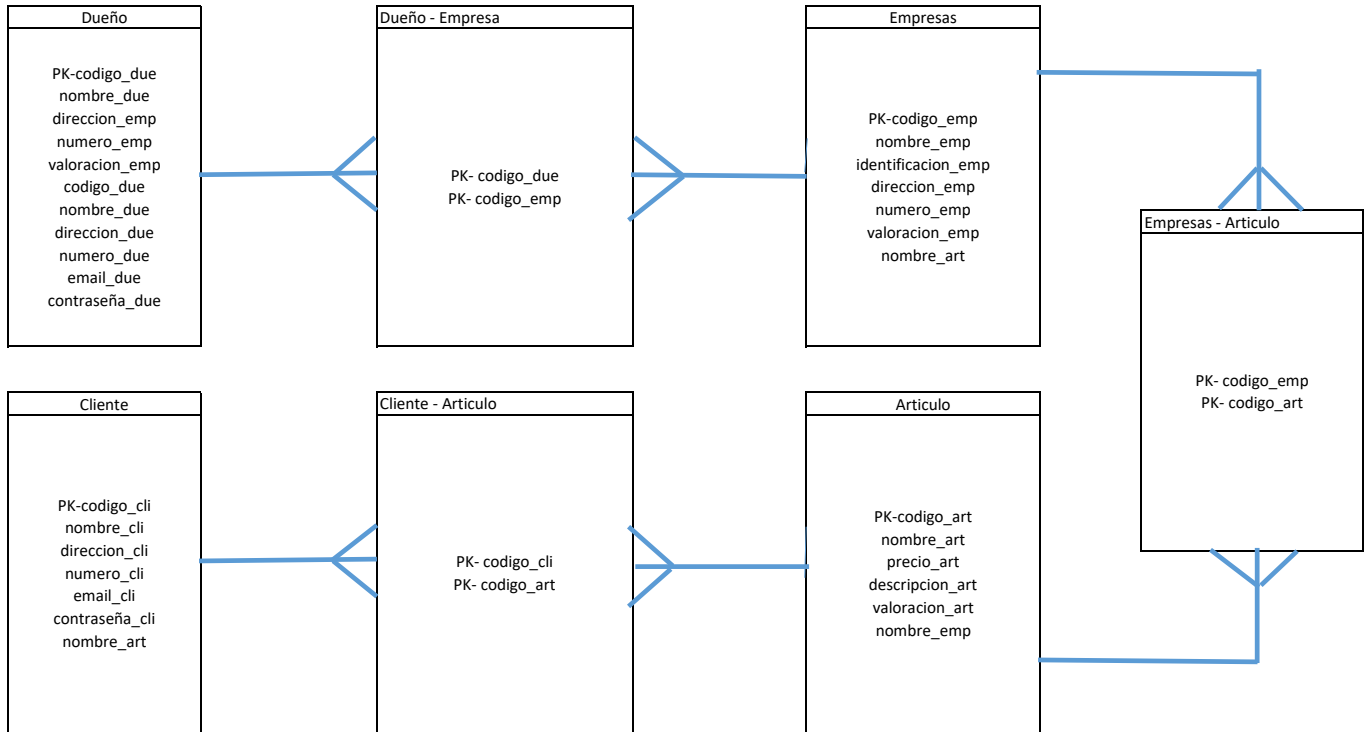 Dueño
PK-codigo_due
nombre_due
direccion_emp
numero_emp
valoracion_emp
codigo_due
nombre_due
direccion_due
numero_due
email_due
contraseña_due
Dueño - Empresa
PK- codigo_due
PK- codigo_emp
Empresas
PK-codigo_emp
nombre_emp
identificacion_emp
direccion_emp
numero_emp
valoracion_emp
nombre_art
Empresas - Articulo
PK- codigo_emp
PK- codigo_art
Cliente
PK-codigo_cli
nombre_cli
direccion_cli
numero_cli
email_cli
contraseña_cli
nombre_art
Cliente - Articulo
PK- codigo_cli
PK- codigo_art
Articulo
PK-codigo_art
nombre_art
precio_art
descripcion_art
valoracion_art
nombre_emp